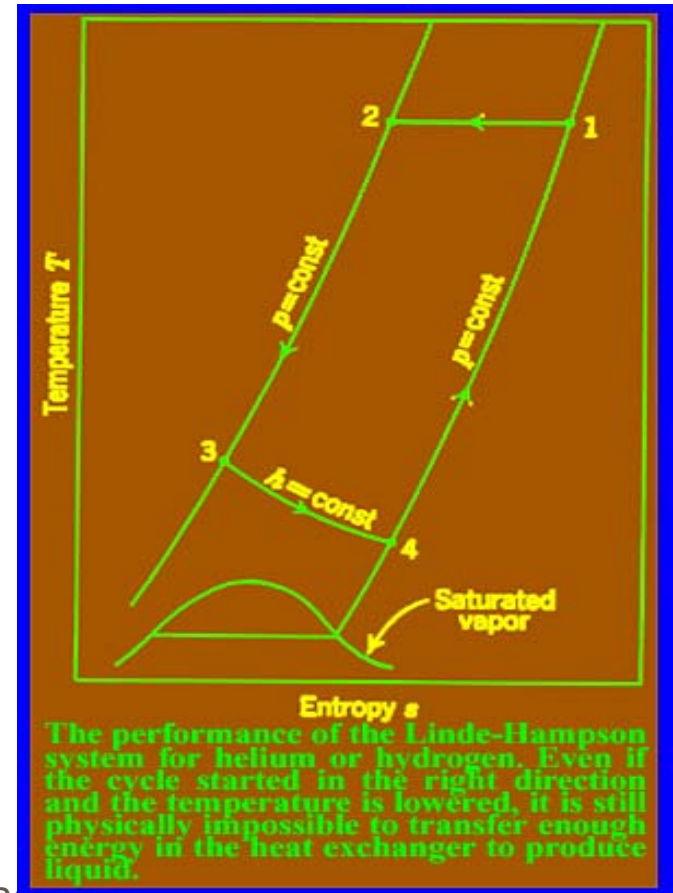 2
1
Temperature T
p=const
p=const
3
h=const
4
Saturated
vapor
Entropy s
The performance of the Linde-Hampson
system for helium or hydrogen. Even if
the cycle started in the right direction
and the temperature is lowered, it is still
physically impossible to transfer enough
energy in the heat exchanger to produce
liquid.